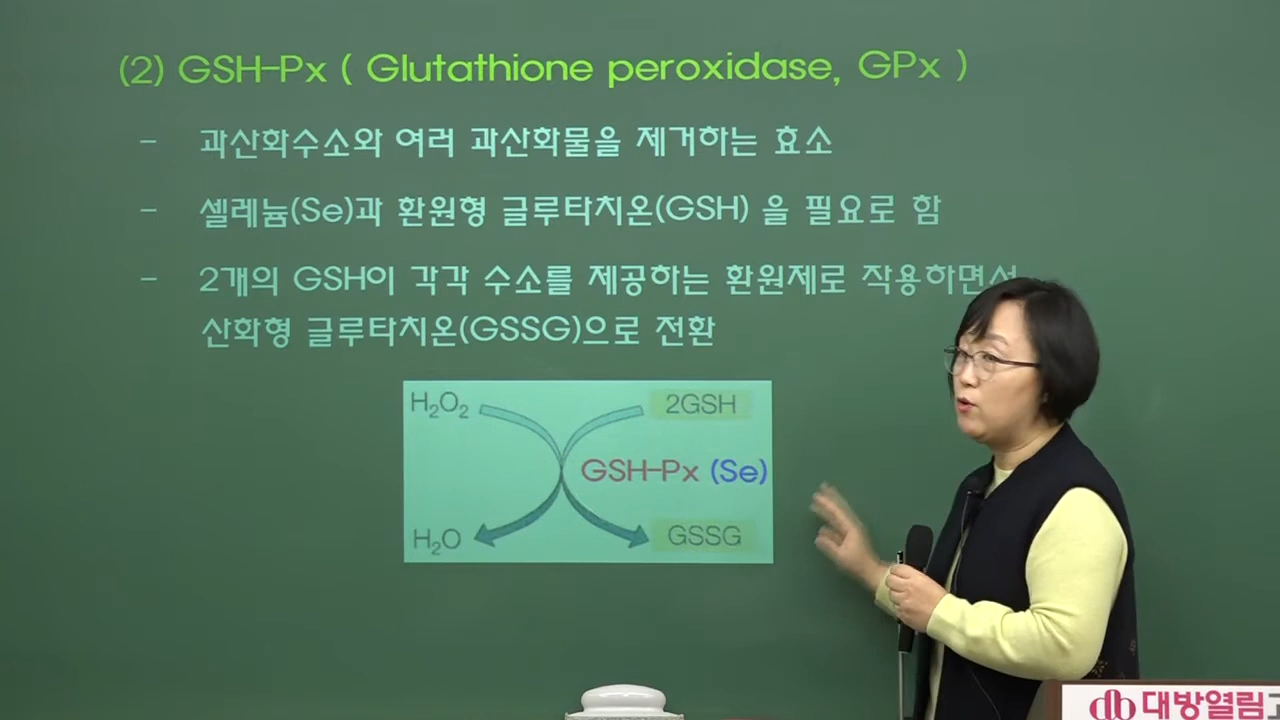 (2) GSH-Px ( Glutathione peroxidase, GPx )
- 과산화수소와 여러 과산화물을 제거하는 효소
- 셀레늄(Se)과 환원형 글루타치온(GSH) 을 필요로 함
- 2개의 GSH이 각각 수소를 제공하는 환원제로 작용하면서
산화형 글루타치온(GSSG)으로 전환
H₂O₂
2GSH
GSH-Px (Se)
H₂O
GSSG
대방열림고